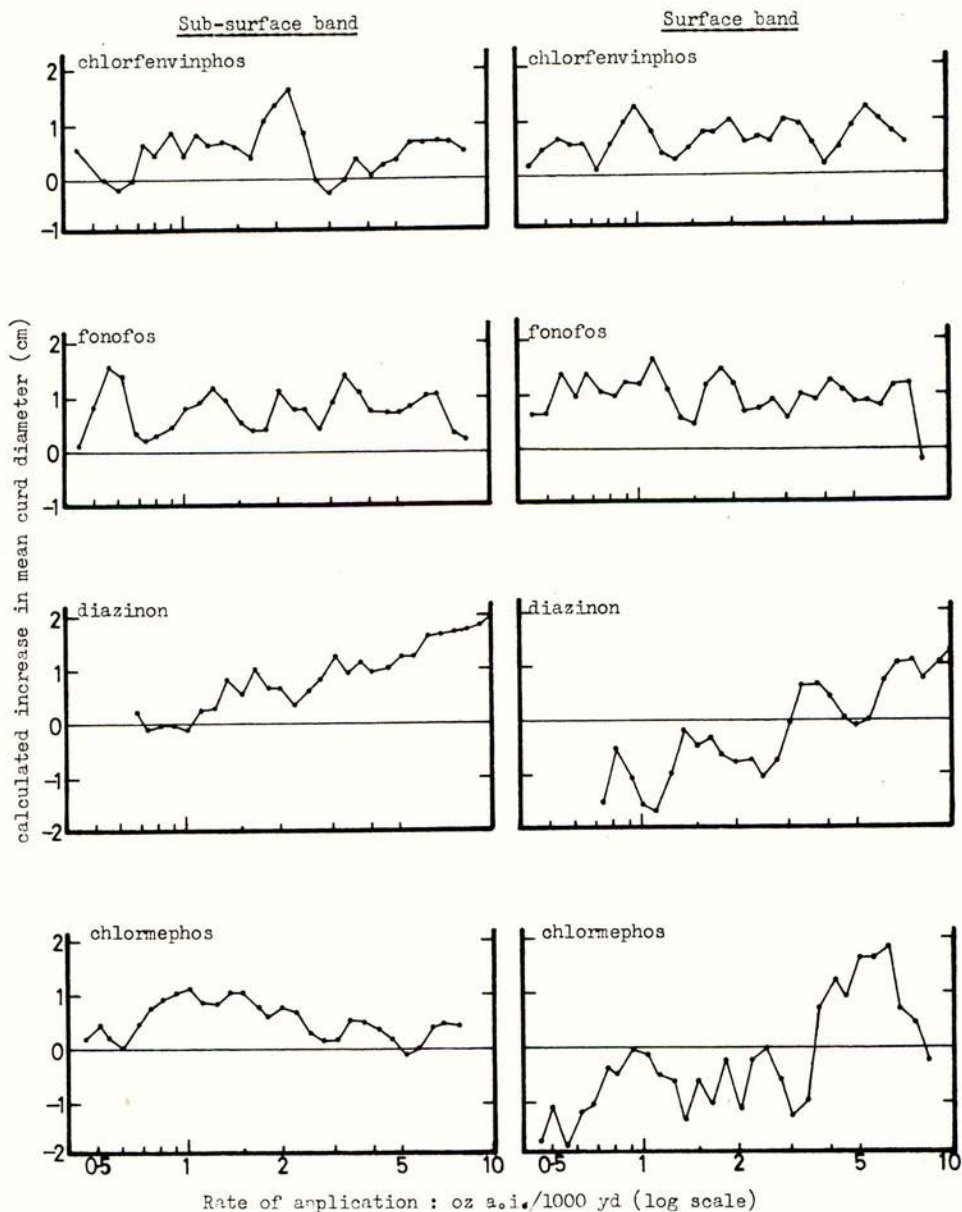 Sub-surface band
Surface band
chlorfenvinphos
chlorfenvinphos
2
1
0
-1
fonofos
fonofos
2
1
0
-1
diazinon
diazinon
2
1
0
-1
-2
chlormephos
chlormephos
2
1
0
-1
-2
calculated increase in mean curd diameter (cm)
0·5 1 2 5 10
0·5 1 2 5 10
Rate of application : oz a.i./1000 yd (log scale)